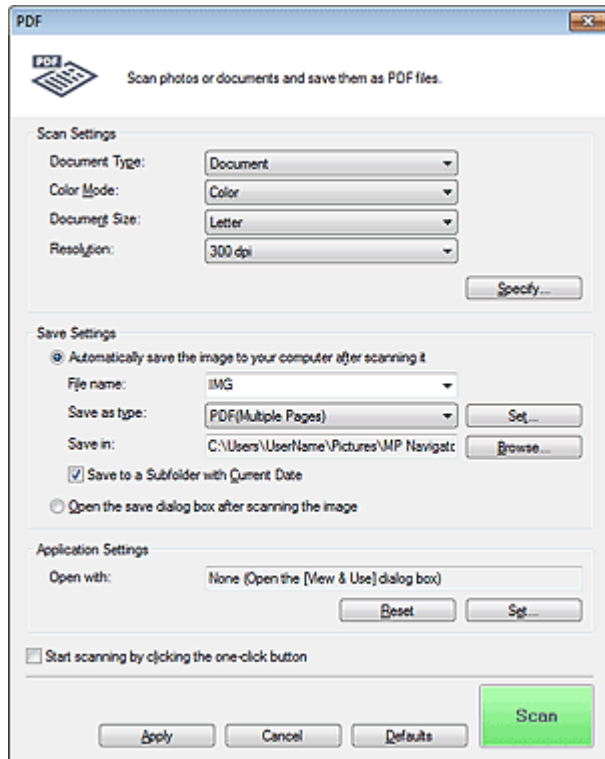 PDF
PDF
Scan photos or documents and save them as PDF files.
Scan Settings
Document Type: Document
Color Mode: Color
Document Size: Letter
Resolution: 300 dpi
Specify...
Save Settings
Automatically save the image to your computer after scanning it
File name: IMG
Save as type: PDF(Multiple Pages) Set...
Save in: C:\Users\UserName\Pictures\MP Navigatc Browse...
Save to a Subfolder with Current Date
Open the save dialog box after scanning the image
Application Settings
Open with: None (Open the [View & Use] dialog box)
Reset Set...
Start scanning by clicking the one-click button
Scan
Apply Cancel Defaults